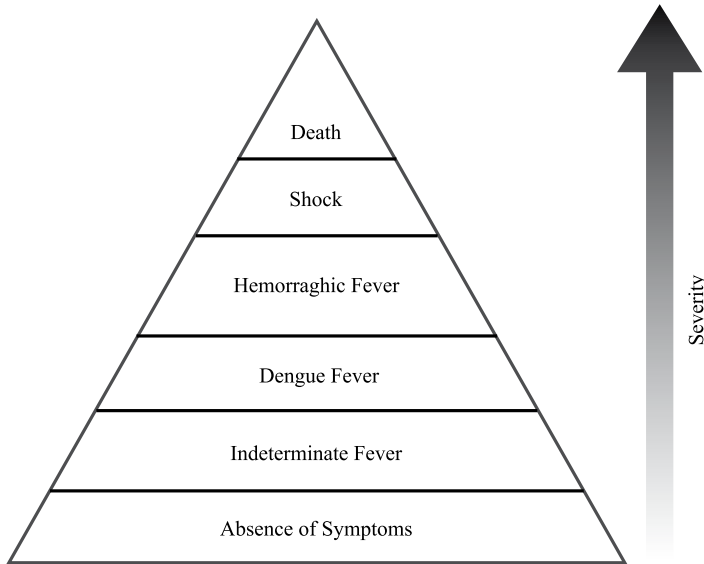 Death
Shock
Hemorraghic Fever
Dengue Fever
Indeterminate Fever
Absence of Symptoms
Severity